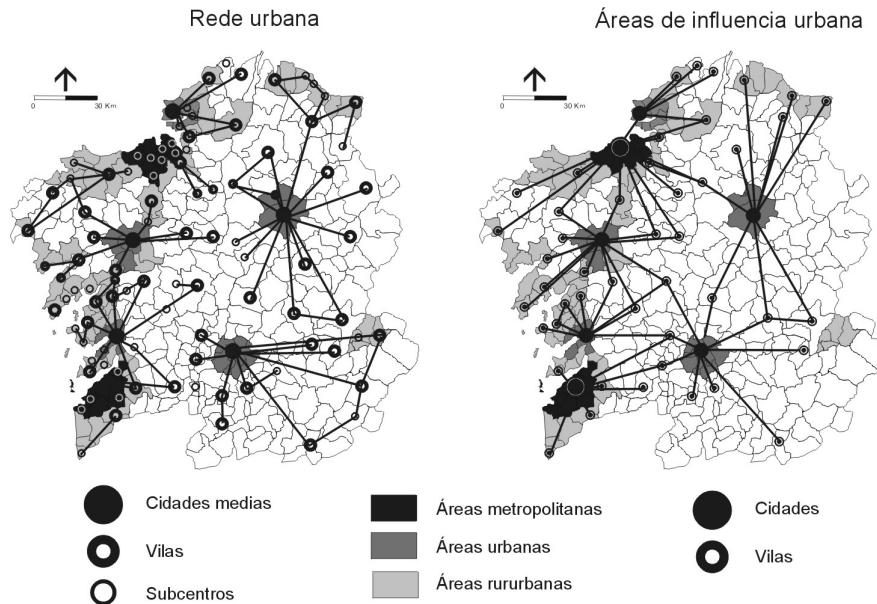 Rede urbana
Áreas de influencia urbana
0 30 Km
0 30 Km
Cidades medias
Vilas
Subcentros
Áreas metropolitanas
Áreas urbanas
Áreas rururbanas
Cidades
Vilas